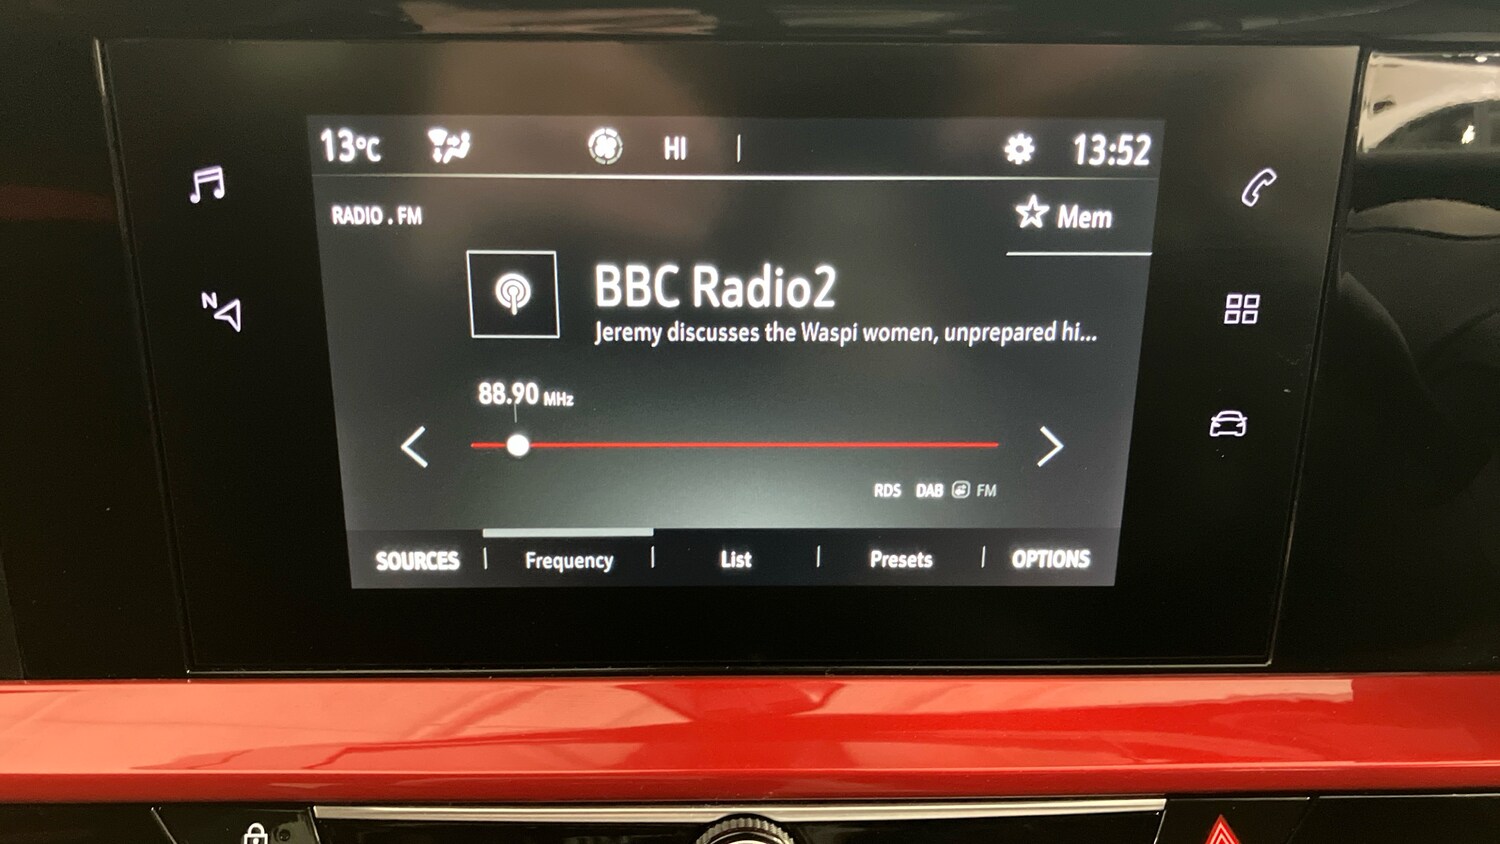 13°C HI 13:52
RADIO . FM
Mem
BBC Radio2
Jeremy discusses the Waspi women, unprepared hi...
88.90 MHz
RDS DAB FM
SOURCES Frequency List Presets OPTIONS
N